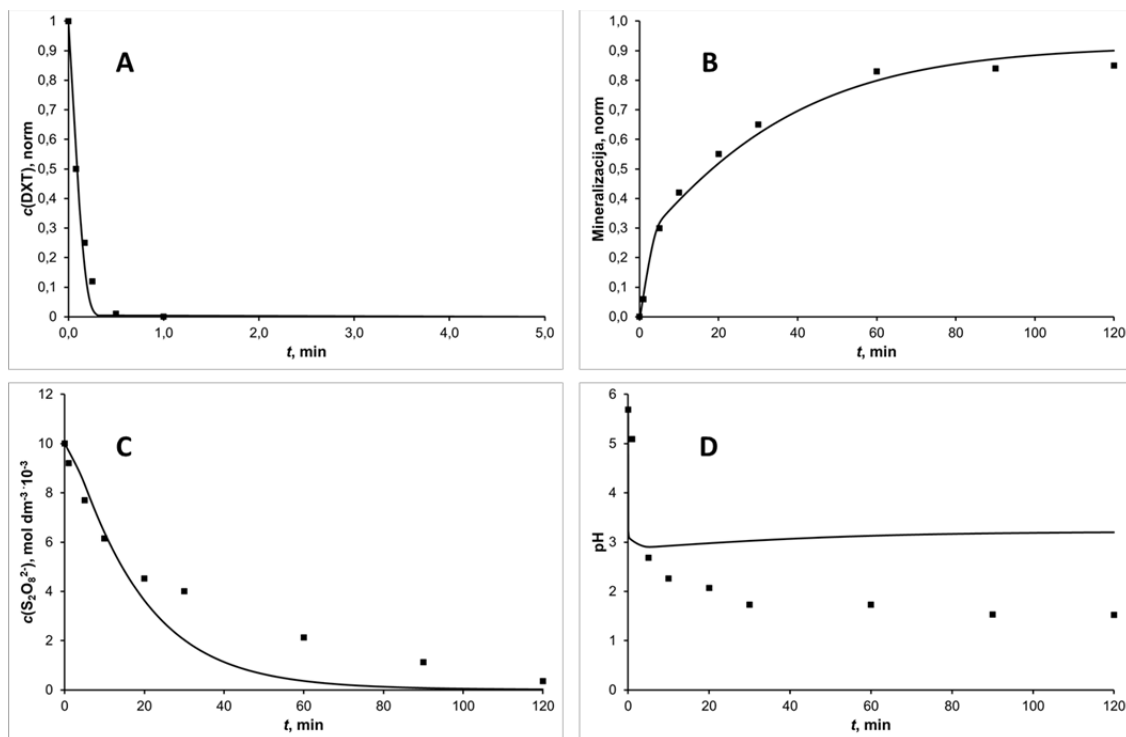 A
c(DXT), norm
1
0,9
0,8
0,7
0,6
0,5
0,4
0,3
0,2
0,1
0
0,0 1,0 2,0 3,0 4,0 5,0
t, min
B
Mineralizacija, norm
1,0
0,9
0,8
0,7
0,6
0,5
0,4
0,3
0,2
0,1
0,0
0 20 40 60 80 100 120
t, min
C
c(S₂O₈²⁻), mol dm⁻³·10⁻³
12
10
8
6
4
2
0
0 20 40 60 80 100 120
t, min
D
pH
6
5
4
3
2
1
0
0 20 40 60 80 100 120
t, min